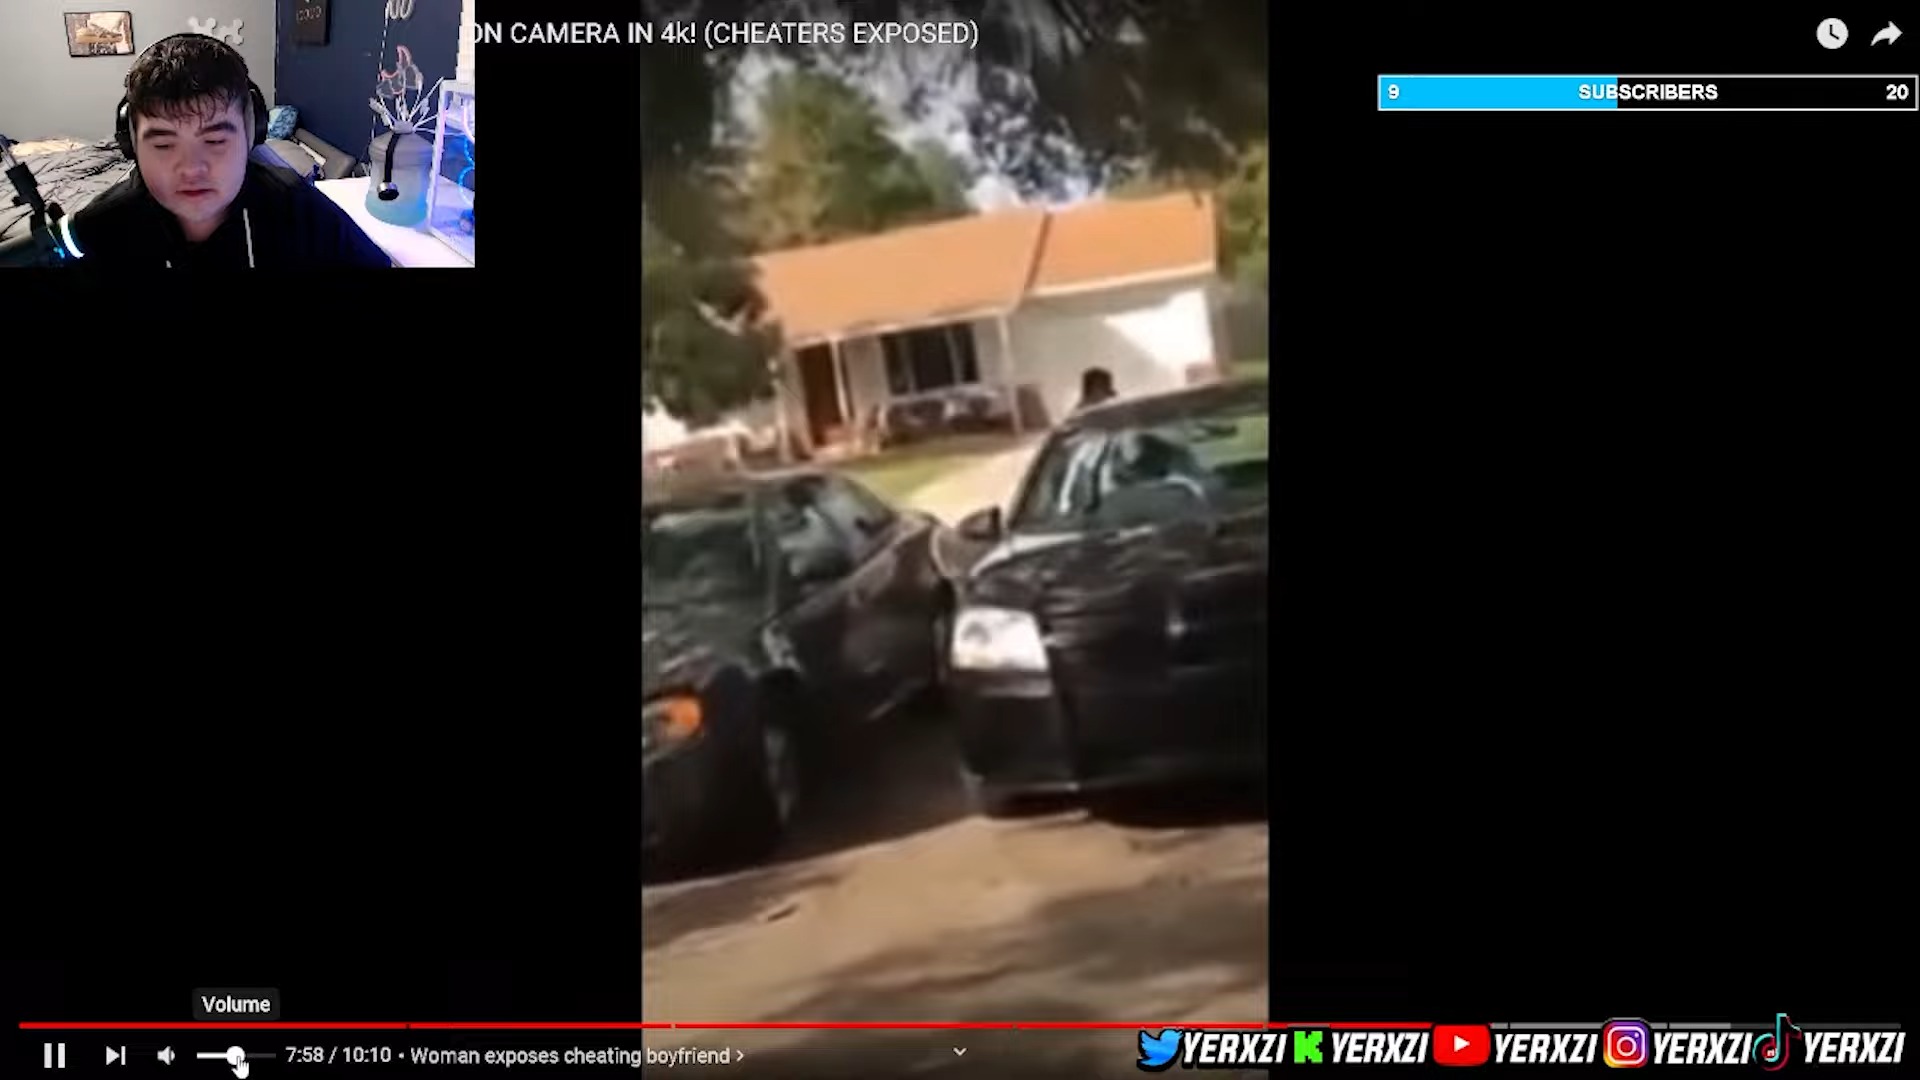 ON CAMERA IN 4k! (CHEATERS EXPOSED)
9 SUBSCRIBERS 20
Volume
7:58 / 10:10 • Woman exposes cheating boyfriend >
YERXZI YERXZI YERXZI YERXZI YERXZI